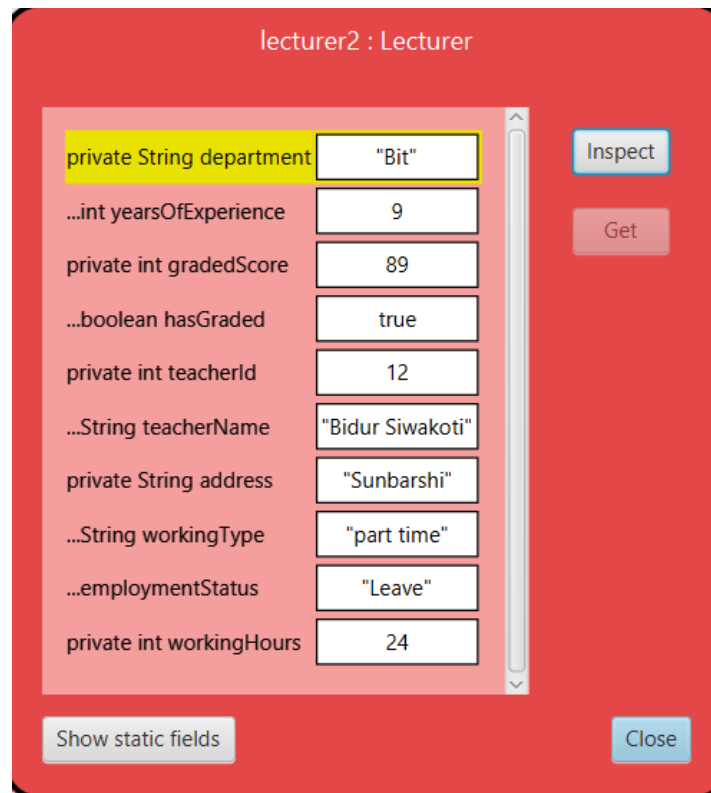 lecturer2 : Lecturer
private String department "Bit" Inspect
...int yearsOfExperience 9
Get
private int gradedScore 89
...boolean hasGraded true
private int teacherId 12
...String teacherName "Bidur Siwakoti"
private String address "Sunbarshi"
...String workingType "part time"
...employmentStatus "Leave"
private int workingHours 24
Show static fields Close